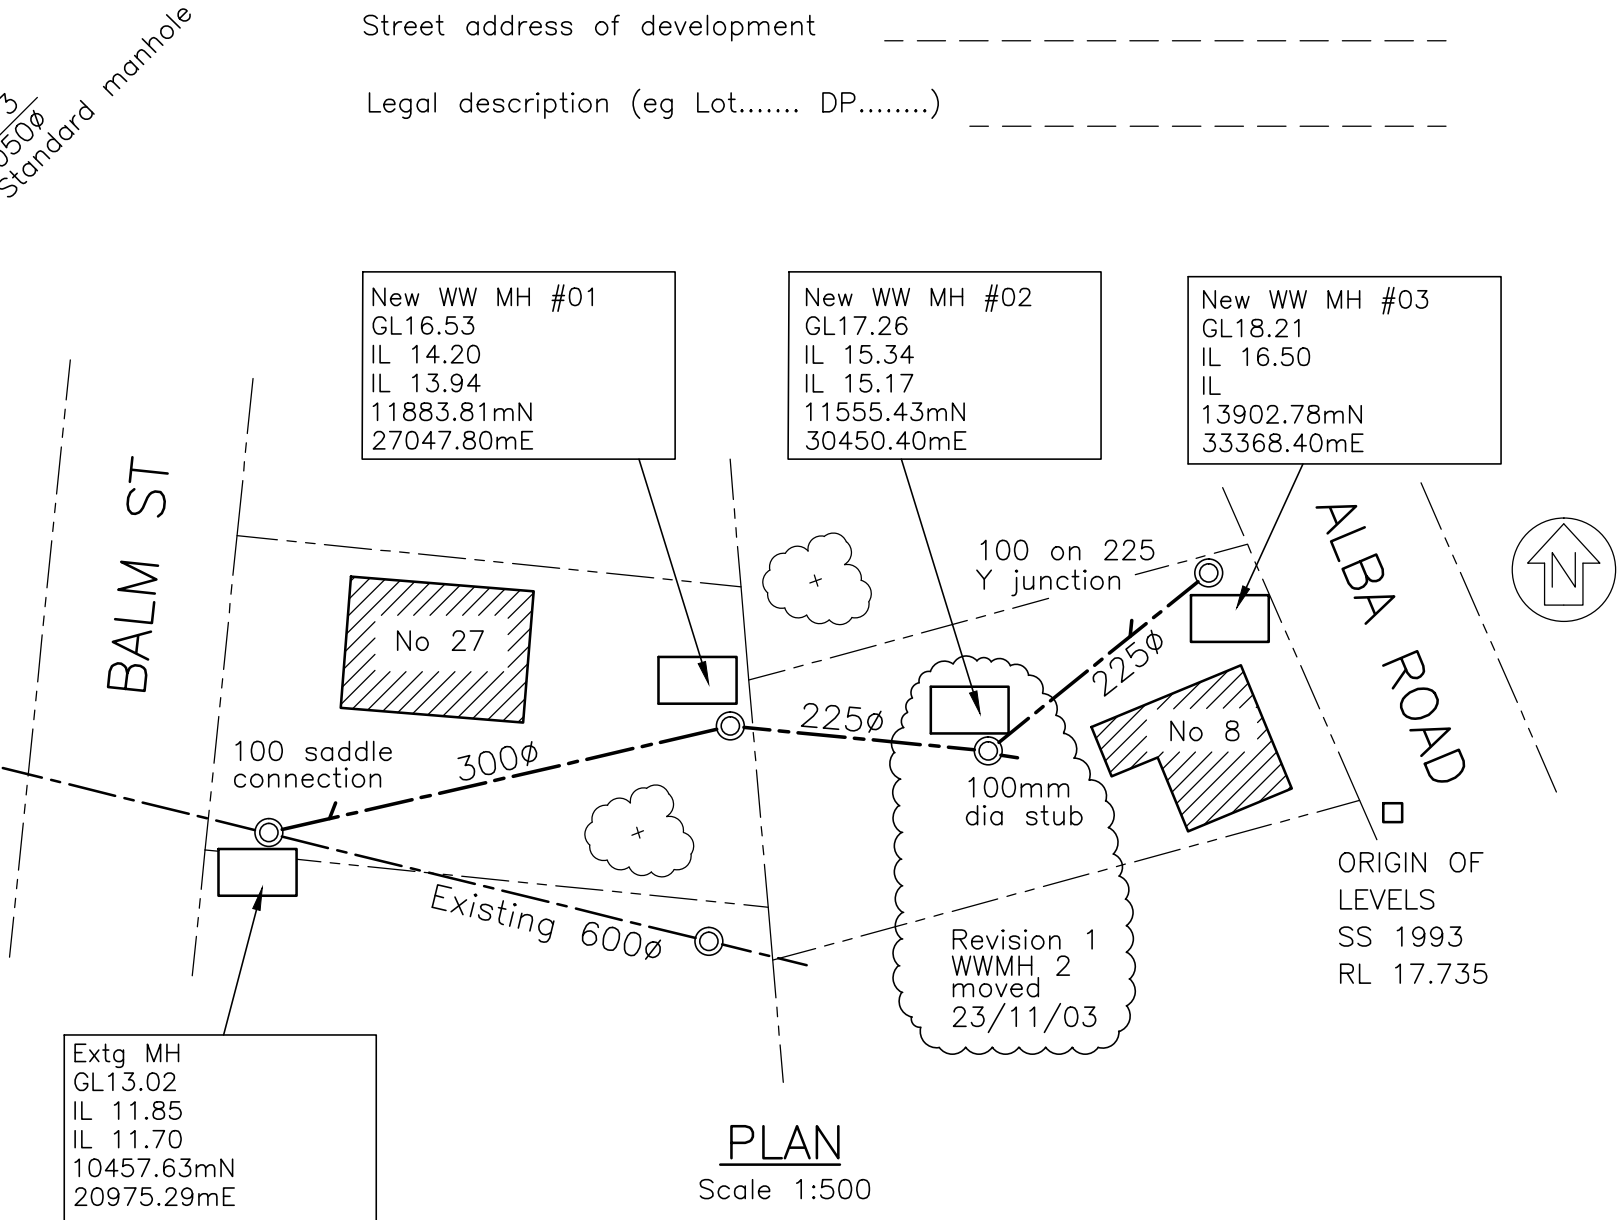 Street address of development
Legal description (eg Lot....... DP........)
3
050ø
Standard manhole
New WW MH #01
GL16.53
IL 14.20
IL 13.94
11883.81mN
27047.80mE
New WW MH #02
GL17.26
IL 15.34
IL 15.17
11555.43mN
30450.40mE
New WW MH #03
GL18.21
IL 16.50
IL
13902.78mN
33368.40mE
BALM ST
ALBA ROAD
N
100 on 225
Y junction
No 27
225ø
225ø
No 8
100 saddle
connection
300ø
100mm
dia stub
Existing 600ø
ORIGIN OF
LEVELS
SS 1993
RL 17.735
Revision 1
WWMH 2
moved
23/11/03
Extg MH
GL13.02
IL 11.85
IL 11.70
10457.63mN
20975.29mE
PLAN
Scale 1:500